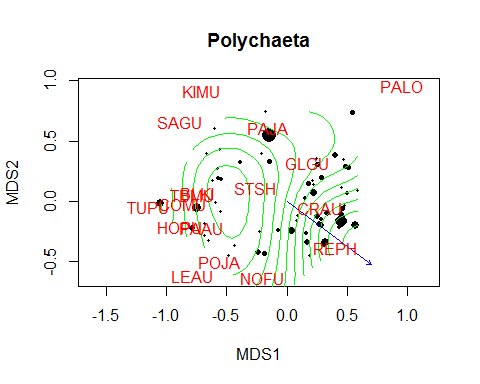 Polychaeta
PALO
KIMU
SAGU
PAJA
GLGU
STSH
TUPU
CRAU
HOPU
PAAU
REPH
POJA
LEAU
NOFU
MDS2
1.0
0.5
0.0
-0.5
-1.5
-1.0
-0.5
0.0
0.5
1.0
MDS1